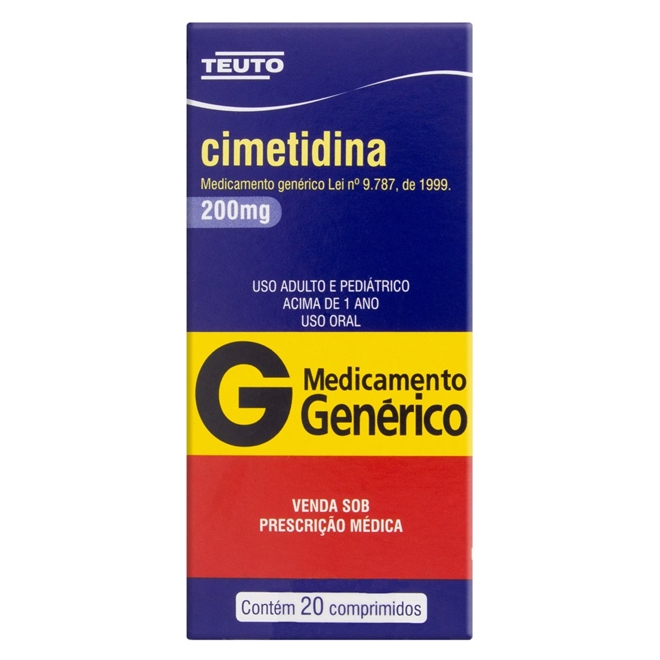 TEUTO
cimetidina
Medicamento genérico Lei nº 9.787, de 1999.
200mg
USO ADULTO E PEDIÁTRICO
ACIMA DE 1 ANO
USO ORAL
G Medicamento
Genérico
VENDA SOB
PRESCRIÇÃO MÉDICA
Contém 20 comprimidos